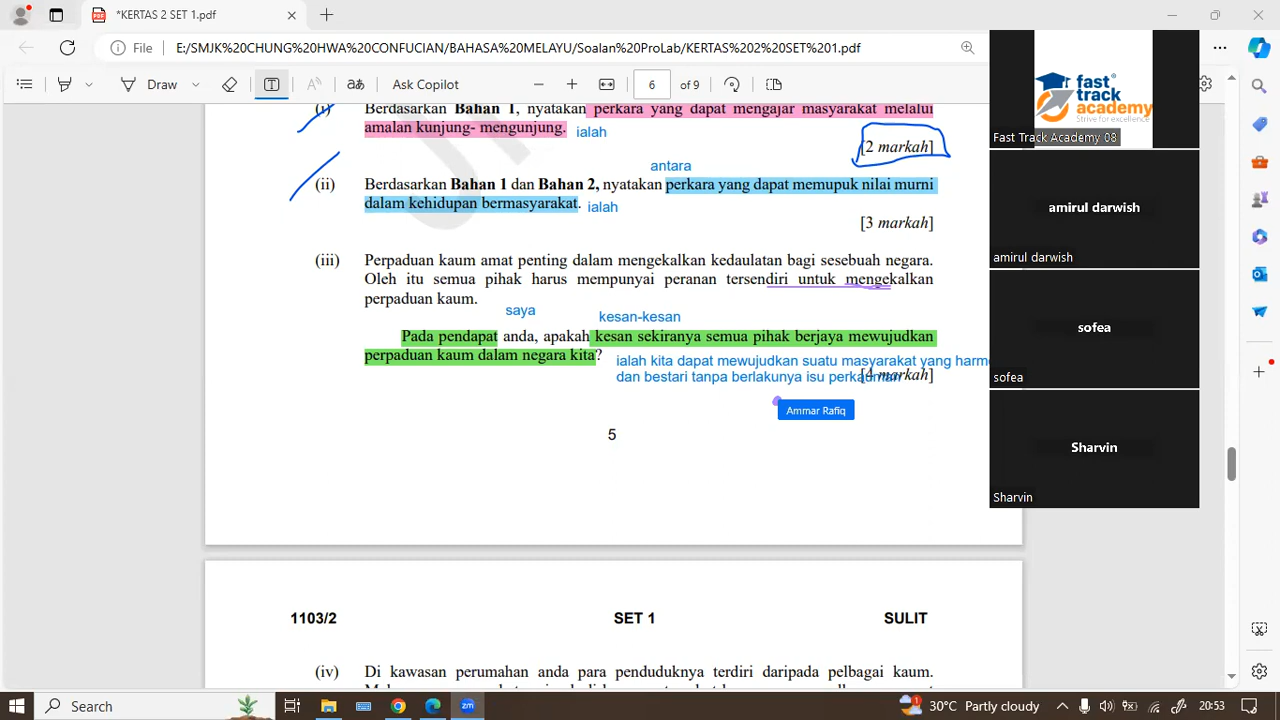 *KERTAS 2 SET 1.pdf
File
E:/SMJK%20CHUNG%20HWA%20CONFUCIAN/BAHASA%20MELAYU/Soalan%20ProLab/KERTAS%202%20SET%201.pdf
Draw
Ask Copilot
6 of 9
(i) Berdasarkan Bahan 1, nyatakan perkara yang dapat mengajar masyarakat melalui
amalan kunjung- mengunjung. ialah
[2 markah]
antara
(ii) Berdasarkan Bahan 1 dan Bahan 2, nyatakan perkara yang dapat memupuk nilai murni
dalam kehidupan bermasyarakat. ialah
[3 markah]
(iii) Perpaduan kaum amat penting dalam mengekalkan kedaulatan bagi sesebuah negara.
Oleh itu semua pihak harus mempunyai peranan tersendiri untuk mengekalkan
perpaduan kaum.
saya kesan-kesan
Pada pendapat anda, apakah kesan sekiranya semua pihak berjaya mewujudkan
perpaduan kaum dalam negara kita?
ialah kita dapat mewujudkan suatu masyarakat yang harm
dan bestari tanpa berlakunya isu perkauman
[4 markah]
Ammar Rafiq
5
1103/2 SET 1 SULIT
(iv) Di kawasan perumahan anda para penduduknya terdiri daripada pelbagai kaum.
fast
track
academy
Strive for excellence
Fast Track Academy 08
amirul darwish
amirul darwish
sofea
sofea
Sharvin
Sharvin
Search
zm
30°C Partly cloudy
20:53